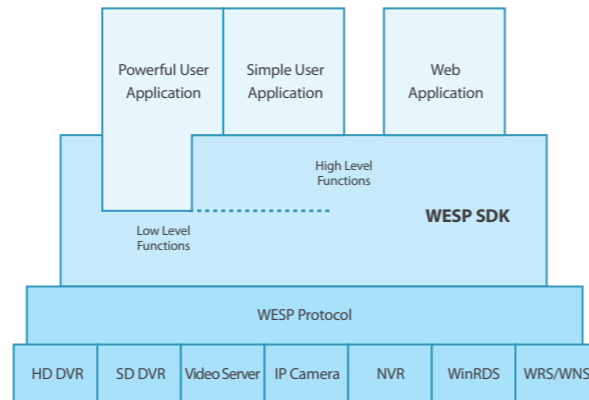 Powerful User
Application
Simple User
Application
Web
Application
High Level
Functions
WESP SDK
Low Level
Functions
WESP Protocol
HD DVR
SD DVR
Video Server
IP Camera
NVR
WinRDS
WRS/WNS